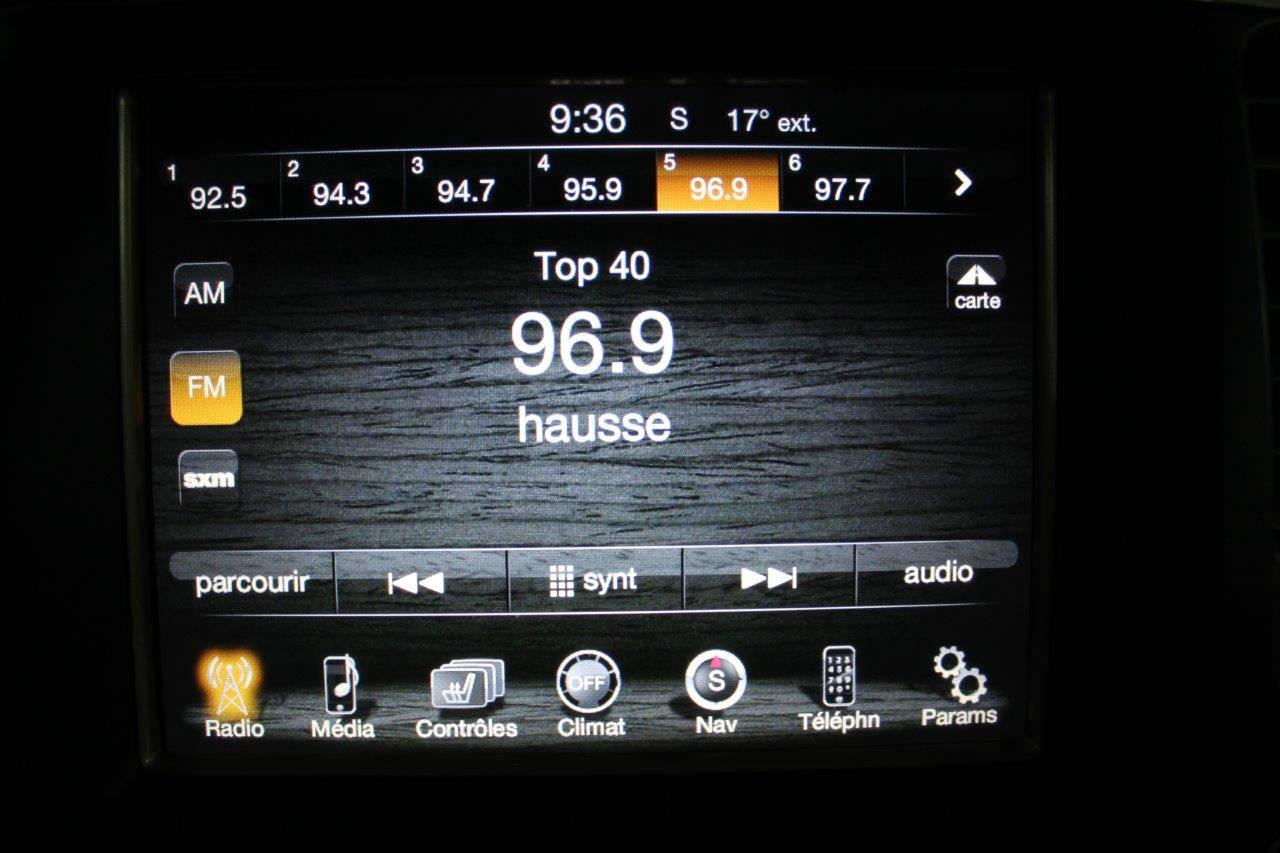 9:36 S 17° ext.
1 92.5 2 94.3 3 94.7 4 95.9 5 96.9 6 97.7
Top 40
AM
carte
96.9
FM
hausse
sxm
parcourir synt audio
OFF S
Radio Média Contrôles Climat Nav Téléphn Params